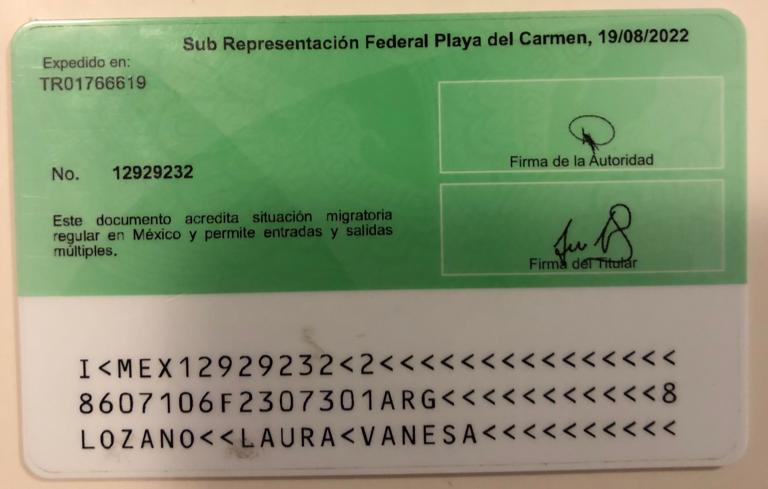 Sub Representación Federal Playa del Carmen, 19/08/2022
Expedido en:
TR01766619
Firma de la Autoridad
No. 12929232
Este documento acredita situación migratoria
regular en México y permite entradas y salidas
múltiples.
Firma del Titular
I<MEX12929232<2<<<<<<<<<<<<<<<
8607106F2307301ARG<<<<<<<<<<<8
LOZANO<<LAURA<VANESA<<<<<<<<<<